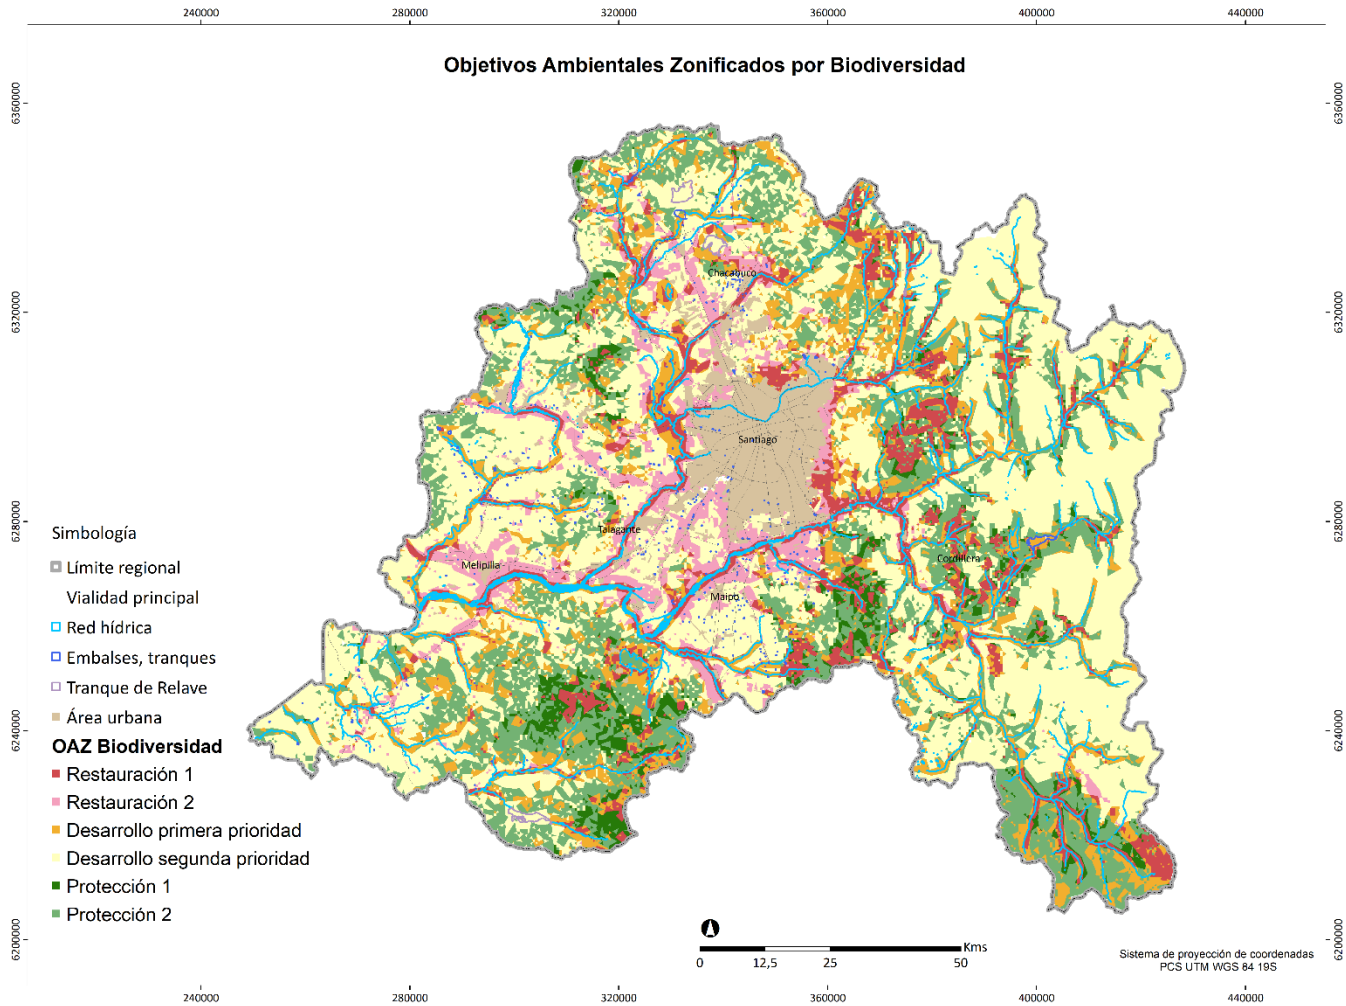 240000 280000 320000 360000 400000 440000
Objetivos Ambientales Zonificados por Biodiversidad
6360000 6360000
Chacabuco
6320000 6320000
Santiago
6280000 6280000
Talagante
Cordillera
Melipilla
Maipo
6240000 6240000
6200000 6200000
Simbología
Límite regional
Vialidad principal
Red hídrica
Embalses, tranques
Tranque de Relave
Área urbana
OAZ Biodiversidad
Restauración 1
Restauración 2
Desarrollo primera prioridad
Desarrollo segunda prioridad
Protección 1
Protección 2
Kms
0 12,5 25 50
Sistema de proyección de coordenadas
PCS UTM WGS 84 19S
240000 280000 320000 360000 400000 440000